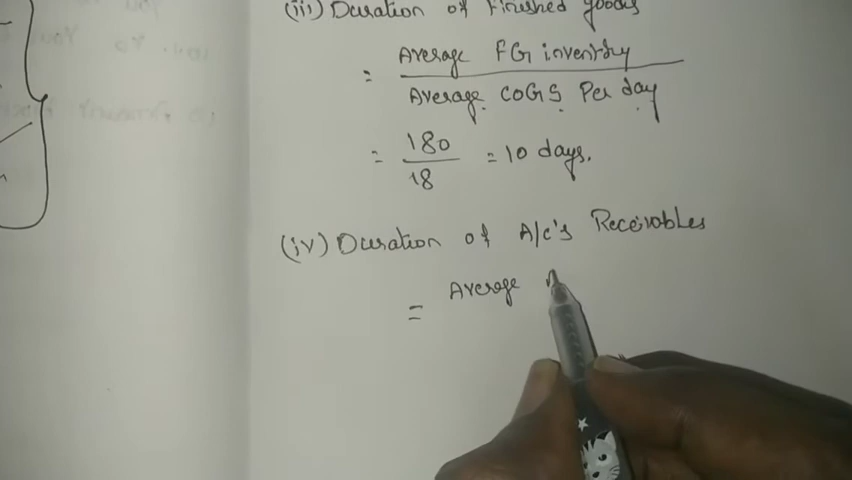 (iii) Duration of Finished goods
= Average FG inventory
Average COGS Per day
= 180
18
= 10 days.
(iv) Duration of A/c's Receivables
= Average